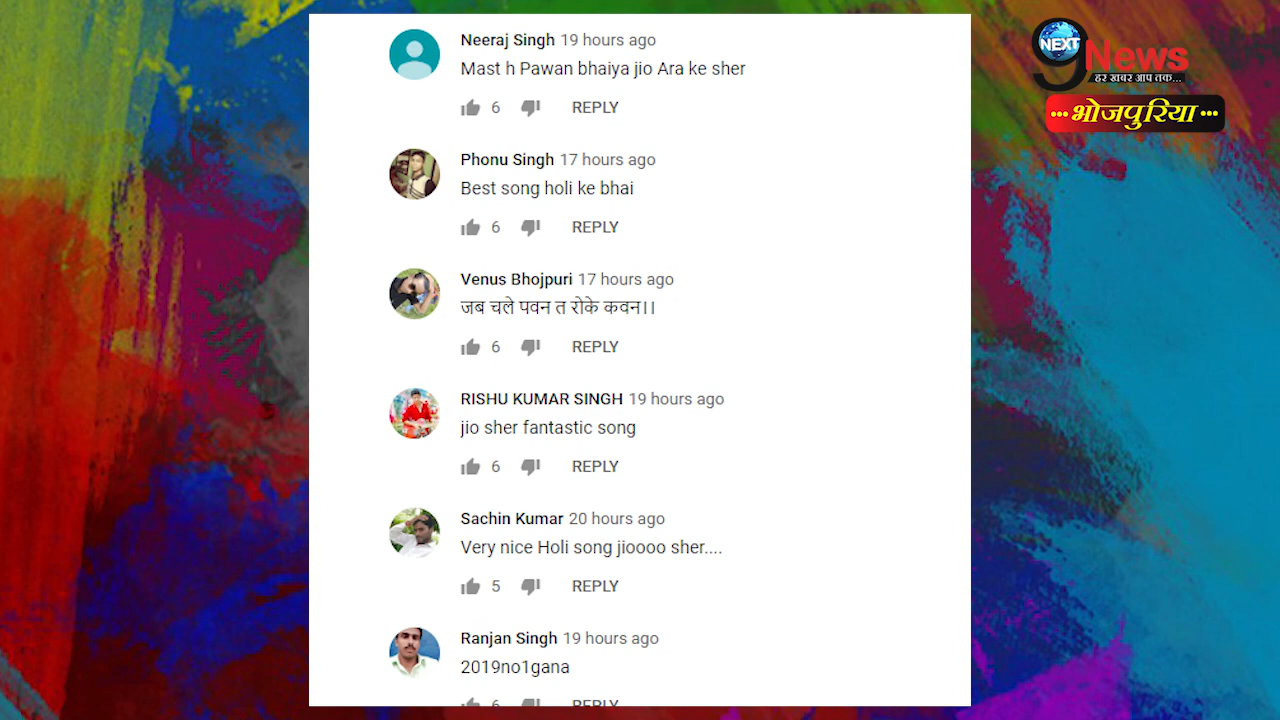 Neeraj Singh 19 hours ago
Mast h Pawan bhaiya jio Ara ke sher
6 REPLY
Phonu Singh 17 hours ago
Best song holi ke bhai
6 REPLY
Venus Bhojpuri 17 hours ago
जब चले पवन त रोके कवन।।
6 REPLY
RISHU KUMAR SINGH 19 hours ago
jio sher fantastic song
6 REPLY
Sachin Kumar 20 hours ago
Very nice Holi song jioooo sher....
5 REPLY
Ranjan Singh 19 hours ago
2019no1gana
6 REPLY
NEXT
9 News
हर खबर आप तक...
...भोजपुरिया...